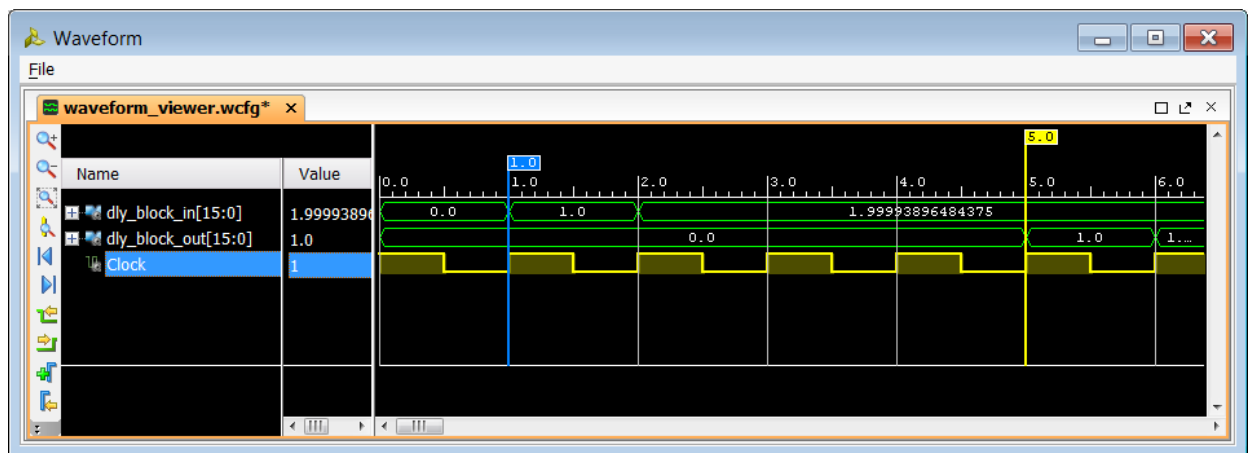 Waveform
File
waveform_viewer.wcfg*
5.0
1.0
Name Value
0.0 1.0 2.0 3.0 4.0 5.0 6.0
dly_block_in[15:0] 1.99993896 0.0 1.0 1.99993896484375
dly_block_out[15:0] 1.0 0.0 1.0 1.…
Clock 1